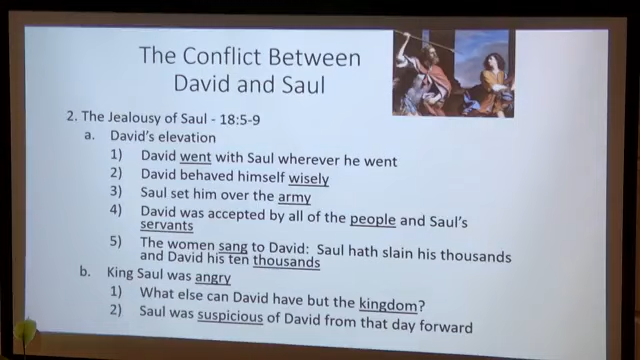 The Conflict Between
David and Saul
2. The Jealousy of Saul - 18:5-9
a. David's elevation
1) David went with Saul wherever he went
2) David behaved himself wisely
3) Saul set him over the army
4) David was accepted by all of the people and Saul's
servants
5) The women sang to David: Saul hath slain his thousands
and David his ten thousands
b. King Saul was angry
1) What else can David have but the kingdom?
2) Saul was suspicious of David from that day forward